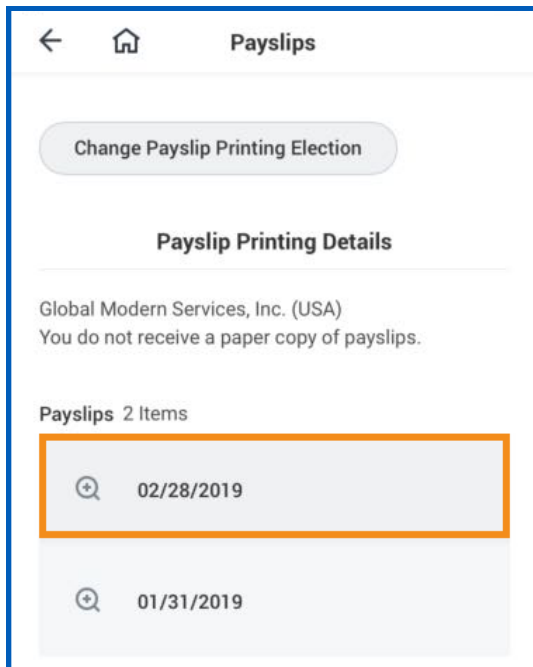 Payslips
Change Payslip Printing Election
Payslip Printing Details
Global Modern Services, Inc. (USA)
You do not receive a paper copy of payslips.
Payslips 2 Items
02/28/2019
01/31/2019